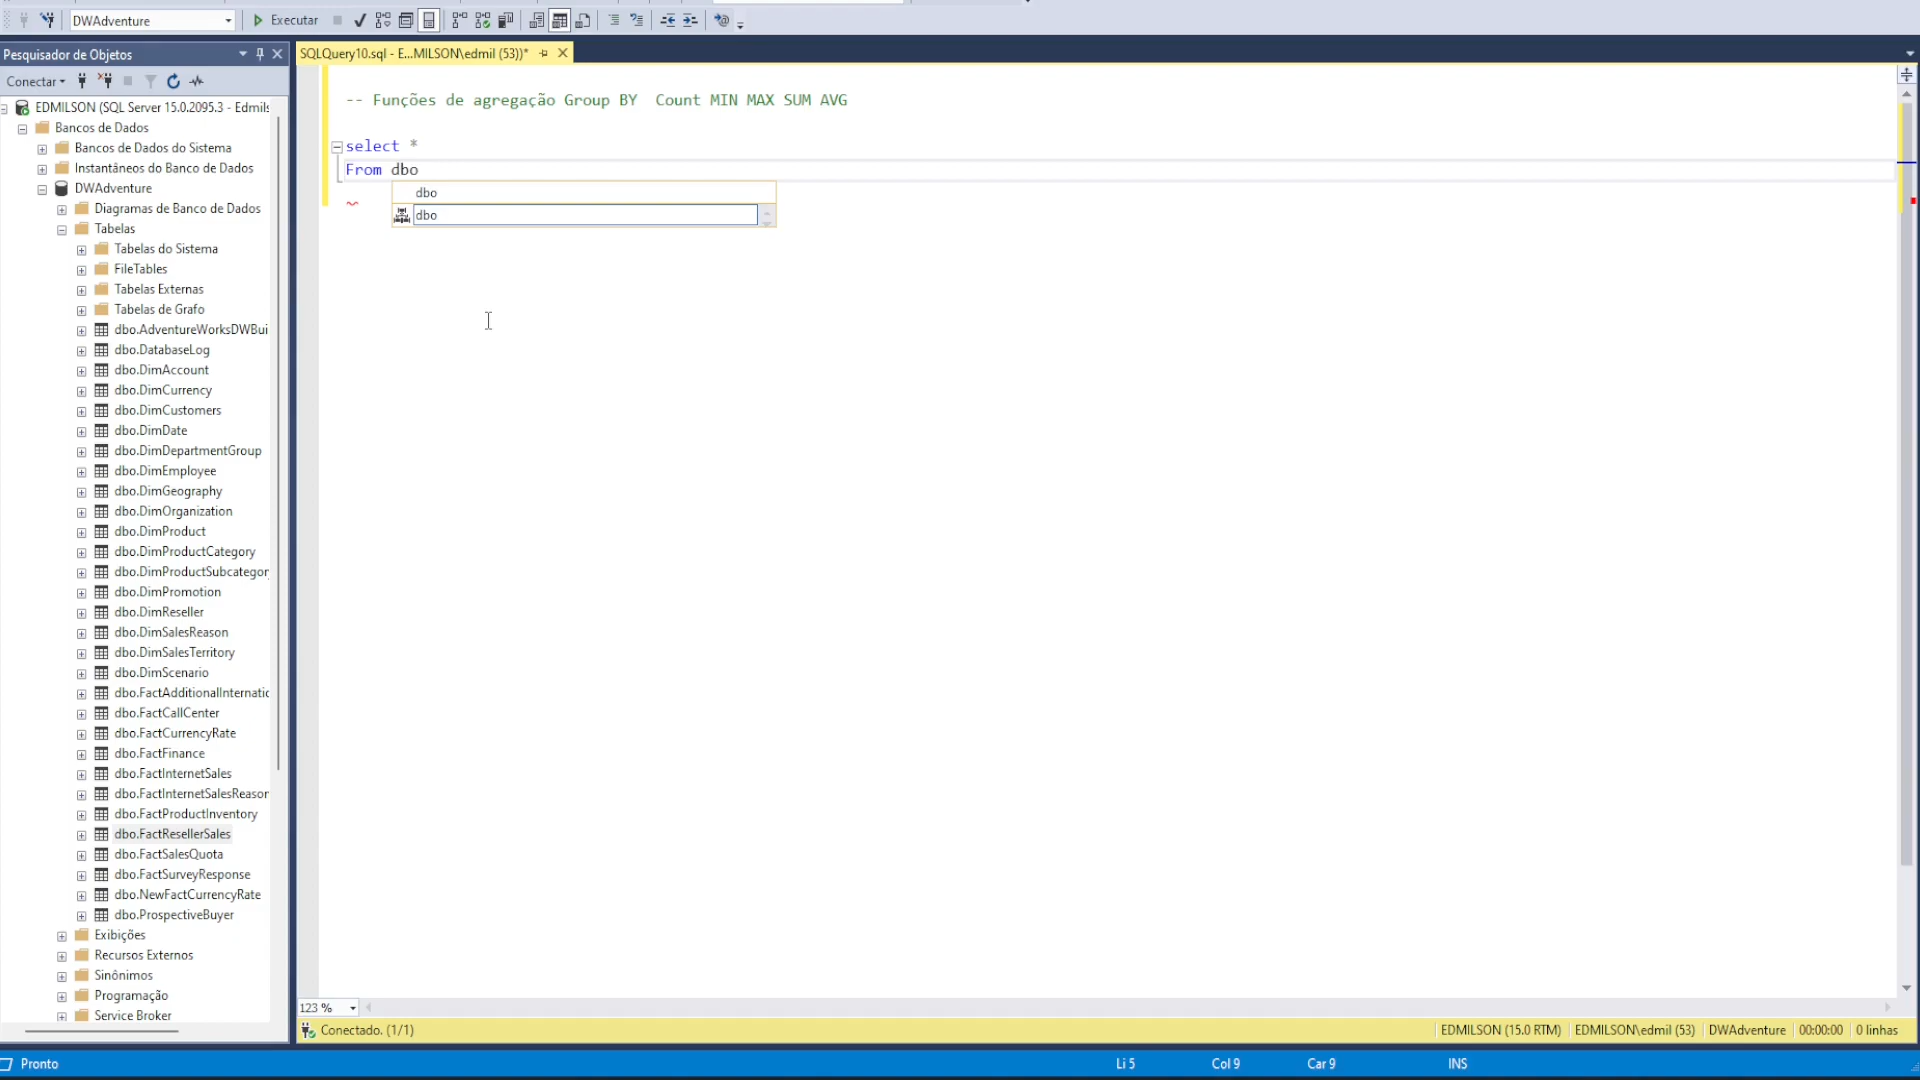 DWAdventure
Executar
Pesquisador de Objetos
SQLQuery10.sql - E...MILSON\edmil (53))*
Conectar
EDMILSON (SQL Server 15.0.2095.3 - Edmils
Bancos de Dados
Bancos de Dados do Sistema
Instantâneos do Banco de Dados
DWAdventure
Diagramas de Banco de Dados
Tabelas
Tabelas do Sistema
FileTables
Tabelas Externas
Tabelas de Grafo
dbo.AdventureWorksDWBui
dbo.DatabaseLog
dbo.DimAccount
dbo.DimCurrency
dbo.DimCustomers
dbo.DimDate
dbo.DimDepartmentGroup
dbo.DimEmployee
dbo.DimGeography
dbo.DimOrganization
dbo.DimProduct
dbo.DimProductCategory
dbo.DimProductSubcategor
dbo.DimPromotion
dbo.DimReseller
dbo.DimSalesReason
dbo.DimSalesTerritory
dbo.DimScenario
dbo.FactAdditionalInternatic
dbo.FactCallCenter
dbo.FactCurrencyRate
dbo.FactFinance
dbo.FactInternetSales
dbo.FactInternetSalesReason
dbo.FactProductInventory
dbo.FactResellerSales
dbo.FactSalesQuota
dbo.FactSurveyResponse
dbo.NewFactCurrencyRate
dbo.ProspectiveBuyer
Exibições
Recursos Externos
Sinônimos
Programação
Service Broker
-- Funções de agregação Group BY  Count MIN MAX SUM AVG
select *
From dbo
dbo
dbo
123 %
Conectado. (1/1)
EDMILSON (15.0 RTM)
EDMILSON\edmil (53)
DWAdventure
00:00:00
0 linhas
Pronto
Li 5
Col 9
Car 9
INS